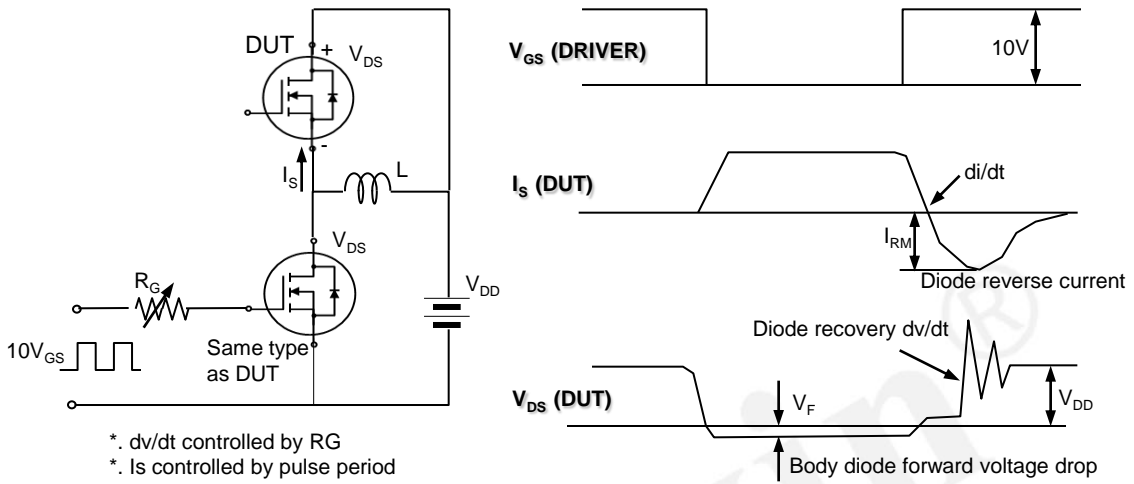 DUT
+
V_DS
-
I_S
L
V_DS
R_G
V_DD
10V_GS
Same type
as DUT
*. dv/dt controlled by RG
*. Is controlled by pulse period
V_GS (DRIVER)
10V
I_S (DUT)
di/dt
I_RM
Diode reverse current
Diode recovery dv/dt
V_DS (DUT)
V_F
V_DD
Body diode forward voltage drop
®